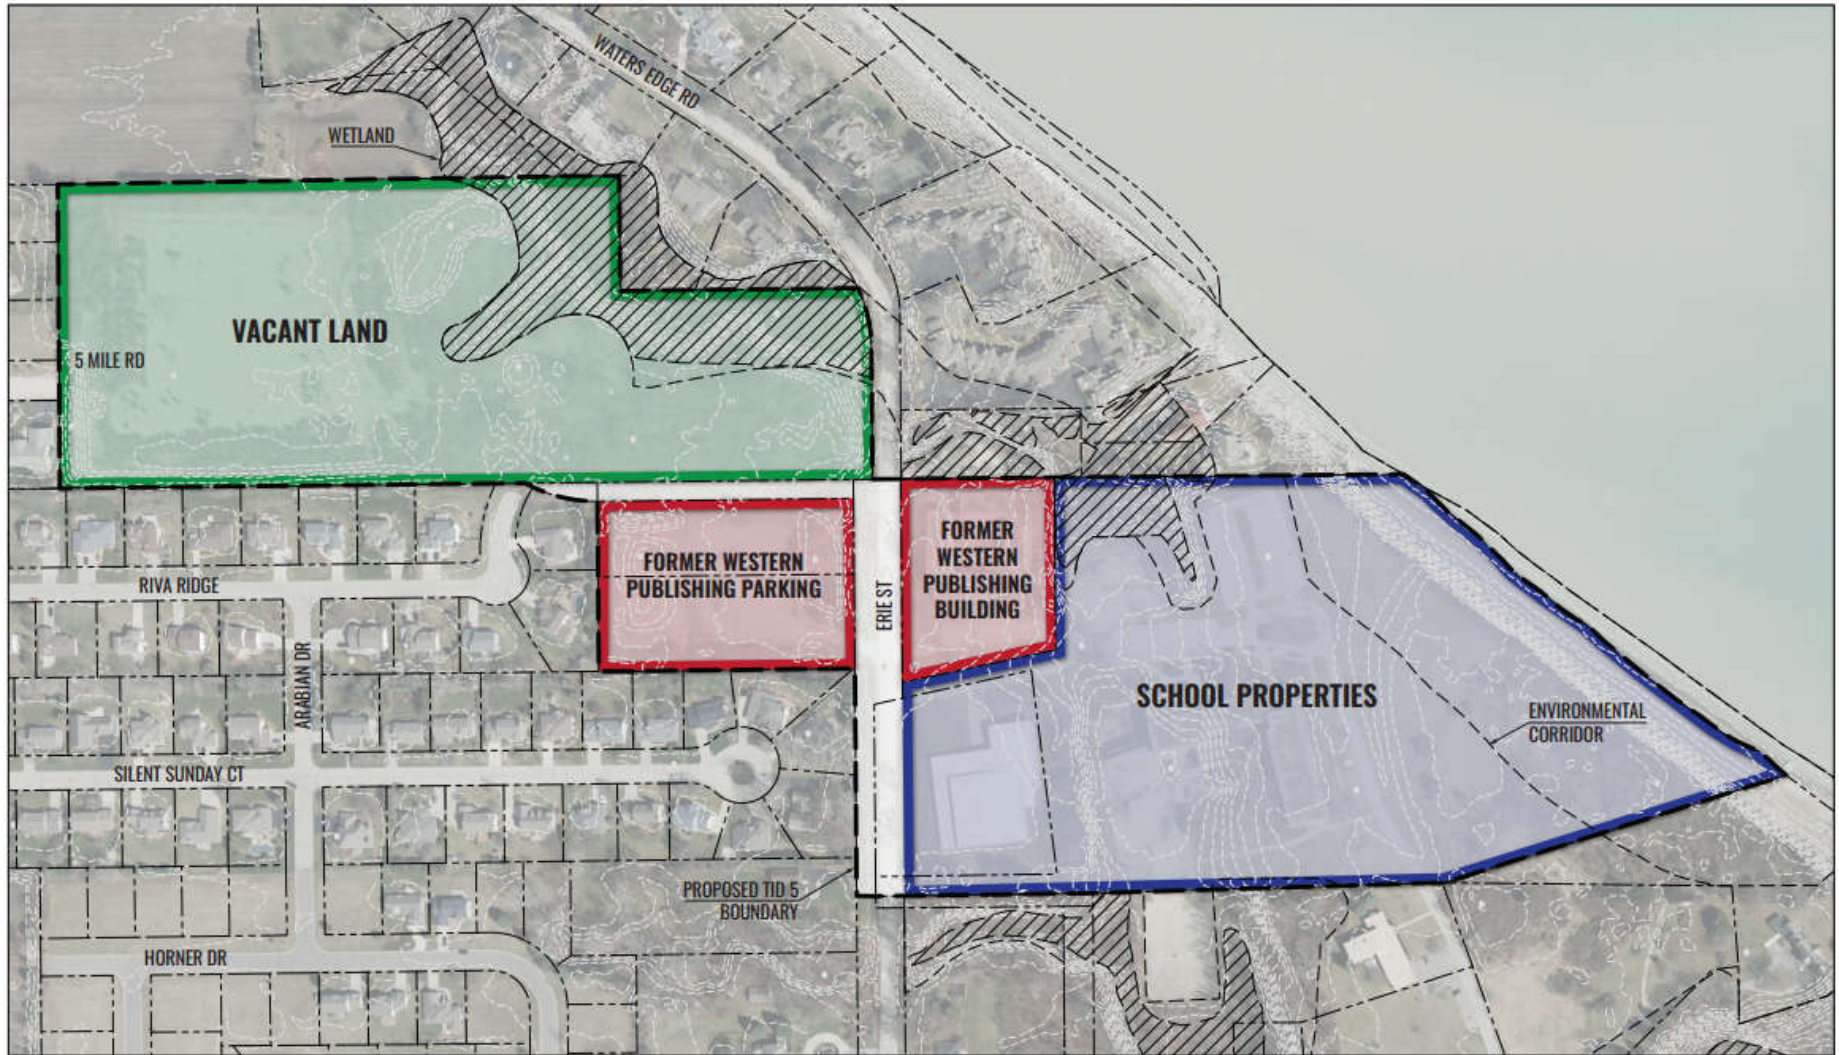 WATERS EDGE RD
WETLAND
VACANT LAND
5 MILE RD
FORMER WESTERN
PUBLISHING PARKING
ERIE ST
FORMER
WESTERN
PUBLISHING
BUILDING
RIVA RIDGE
ARABIAN DR
SCHOOL PROPERTIES
ENVIRONMENTAL
CORRIDOR
SILENT SUNDAY CT
PROPOSED TID 5
BOUNDARY
HORNER DR